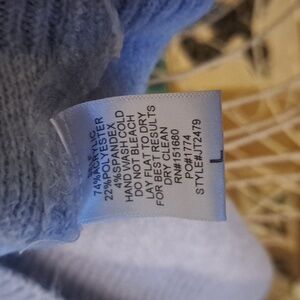 74%ACRYLIC
22%POLYESTER
4%SPANDEX
HAND WASH COLD
DO NOT BLEACH
LAY FLAT TO DRY
FOR BEST RESULTS
DRY CLEAN
RN#151680
PO#1774
STYLE#JT2479
L